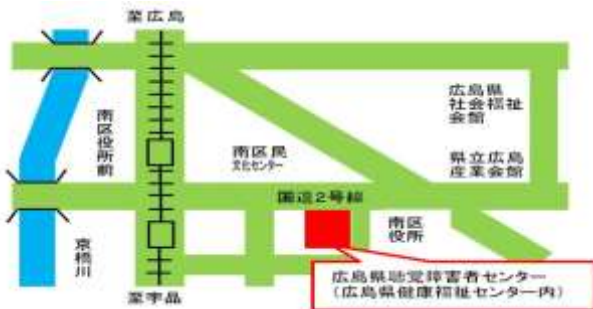 至広島
広島県
社会福祉
会館
南区役所前
南区民
文化センター
県立広島
産業会館
国道2号線
南区
役所
京橋川
広島県聴覚障害者センター
(広島県健康福祉センター内)
至宇品